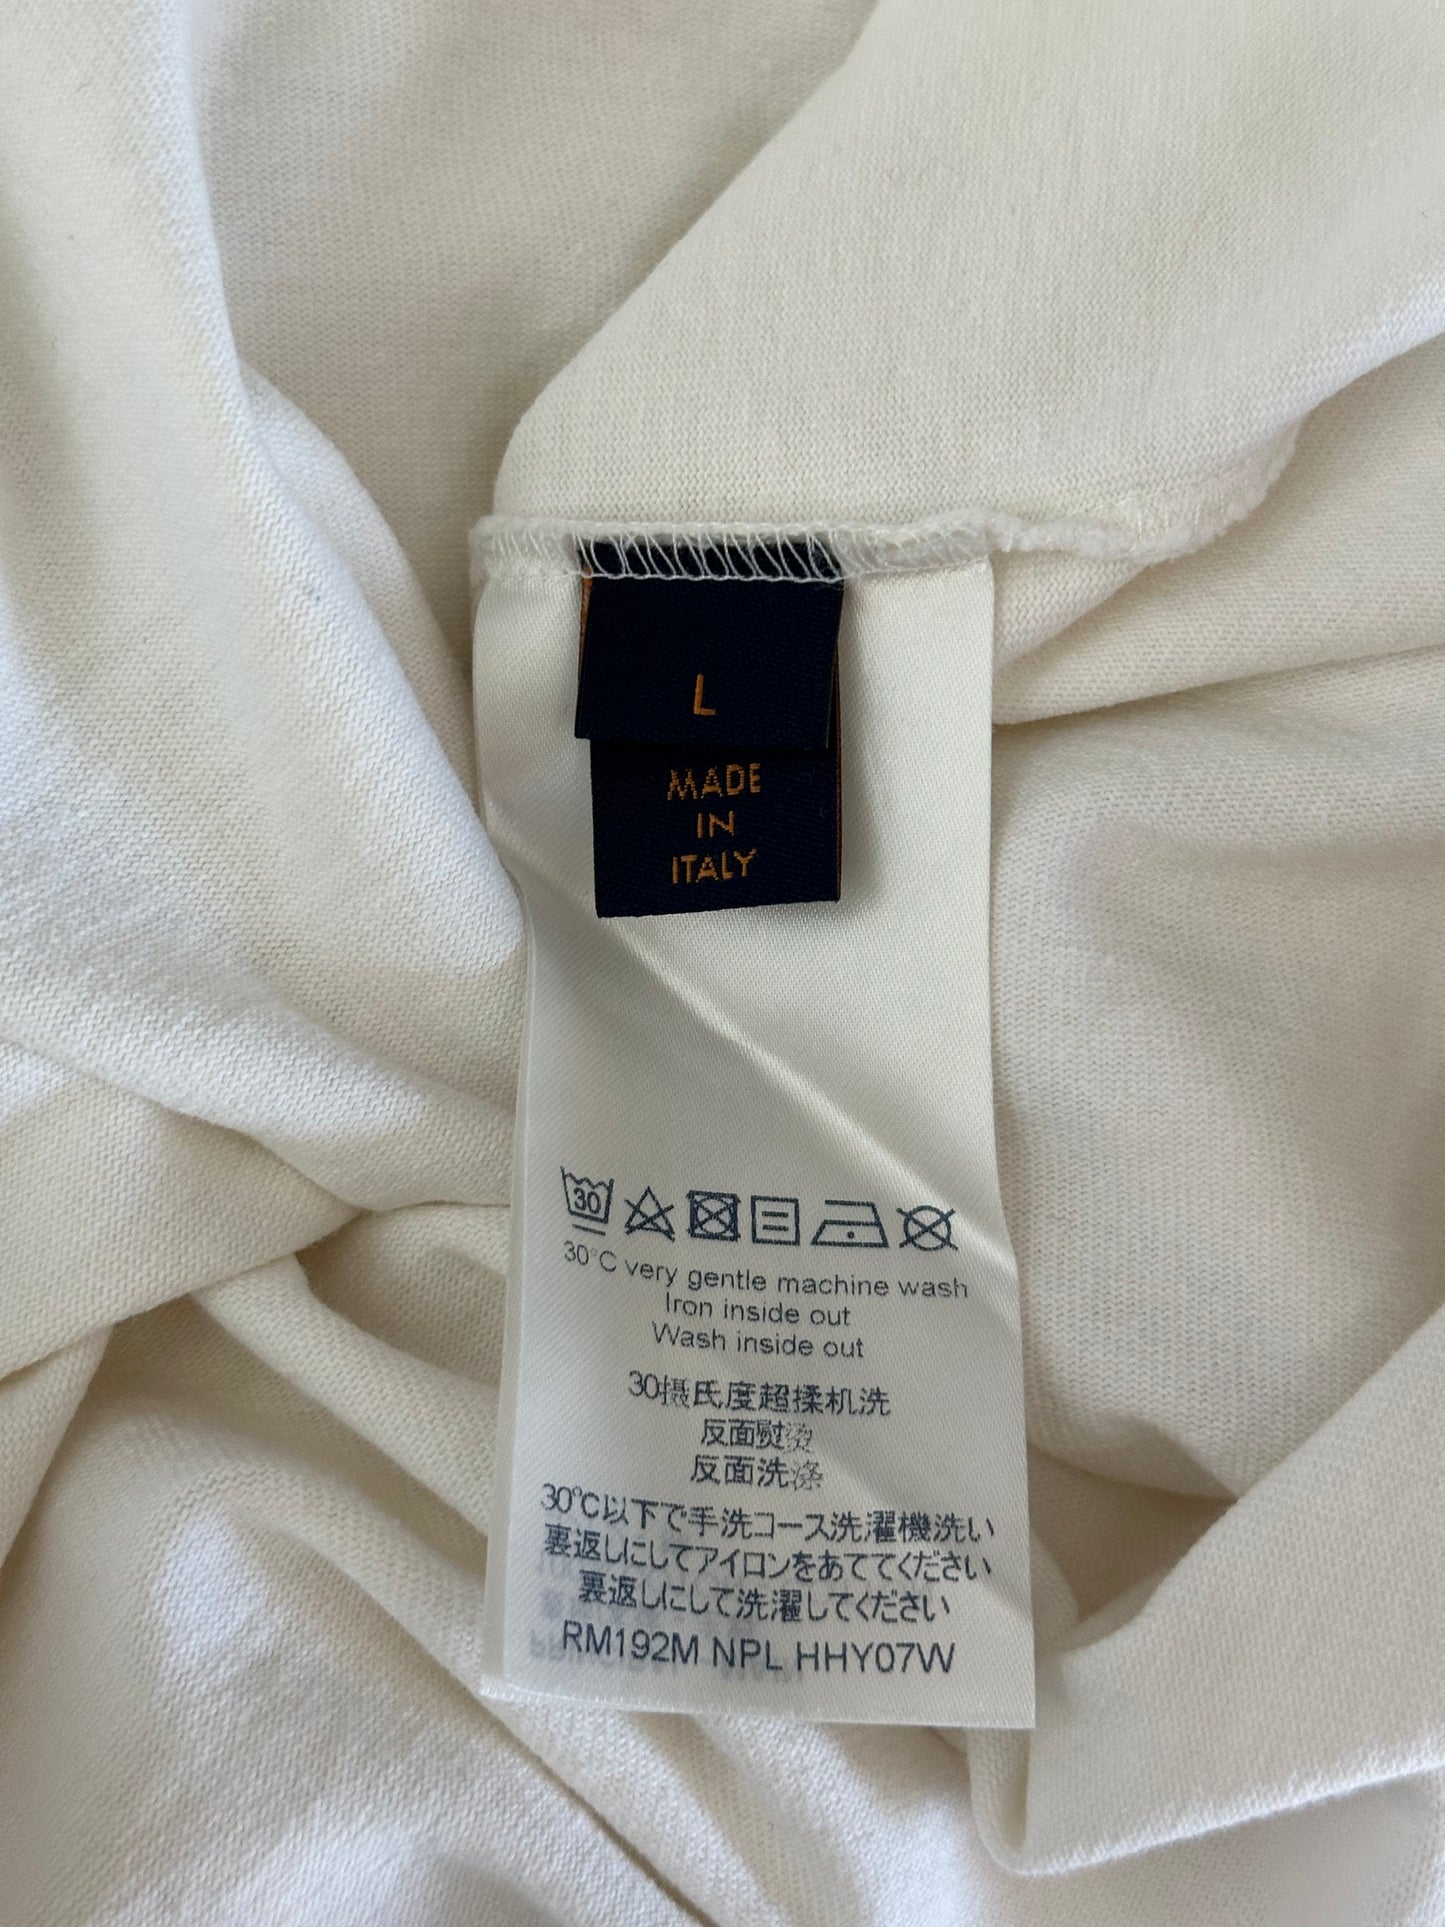 L
MADE
IN
ITALY
30
30°C very gentle machine wash
Iron inside out
Wash inside out
30摄氏度超揉机洗
反面熨烫
反面洗涤
30℃以下で手洗コース洗濯機洗い
裏返しにしてアイロンをあててください
裏返しにして洗濯してください
RM192M NPL HHY07W